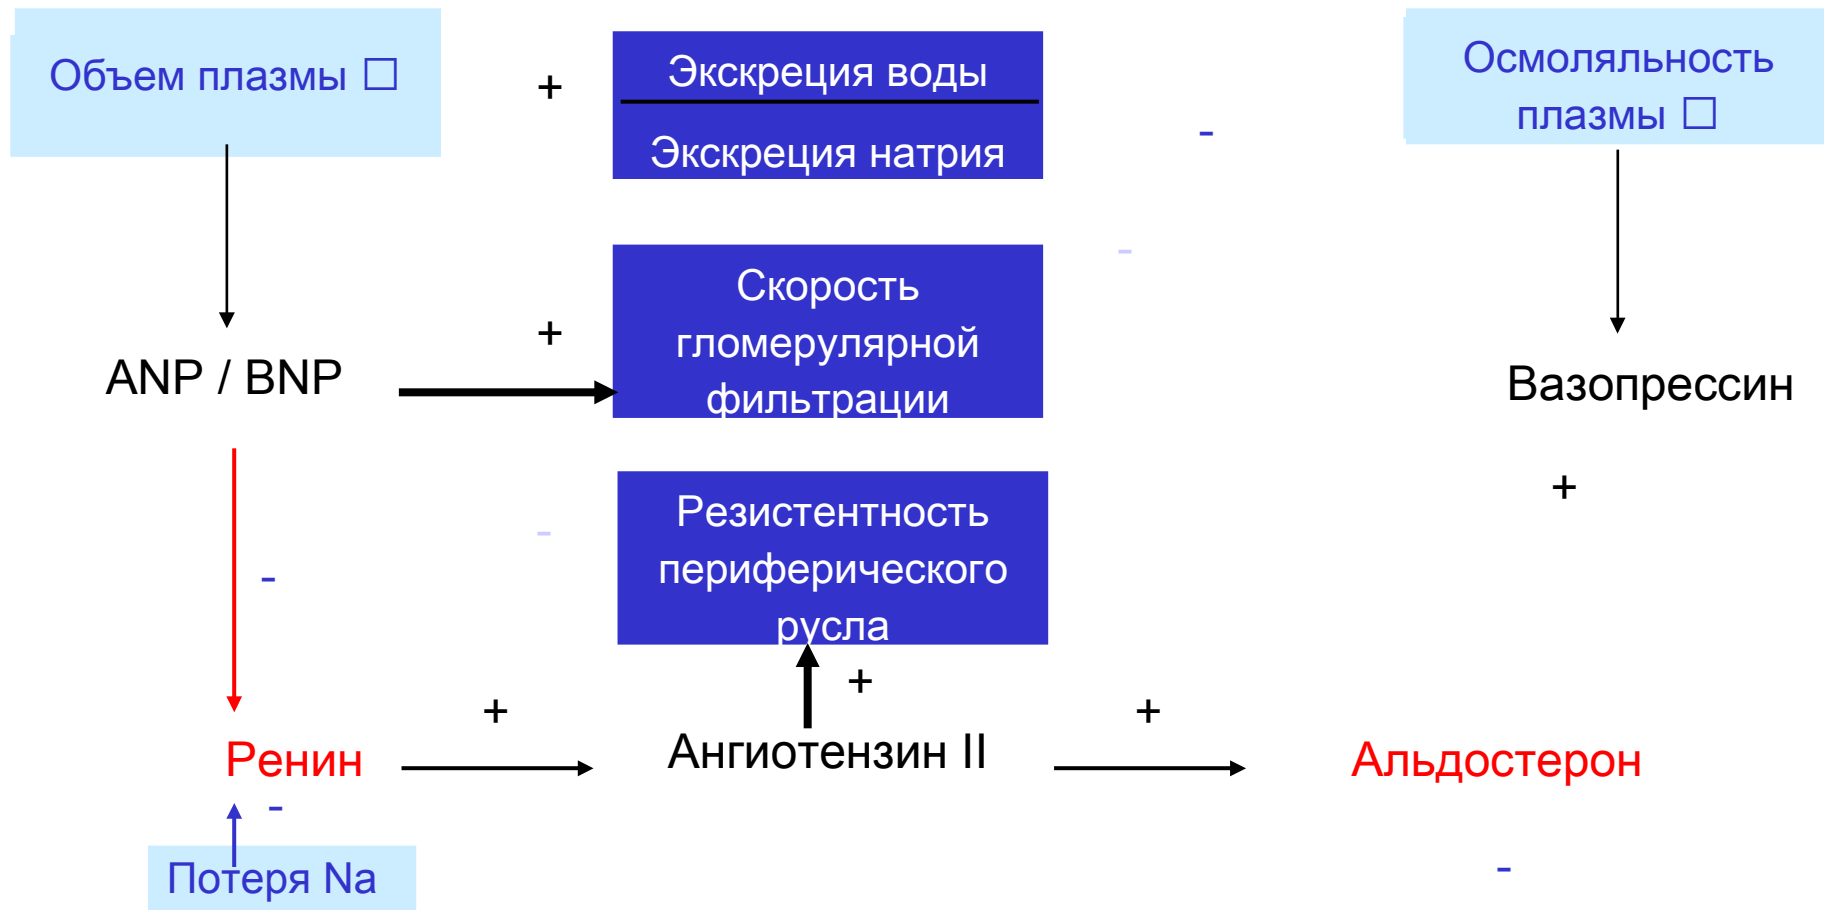 Объем плазмы □
+
Экскреция воды
Экскреция натрия
-
Осмоляльность
плазмы □
-
ANP / BNP
+
Скорость
гломерулярной
фильтрации
Вазопрессин
+
-
-
Резистентность
периферического
русла
+
Ренин
+
Ангиотензин II
+
Альдостерон
-
Потеря Na
-